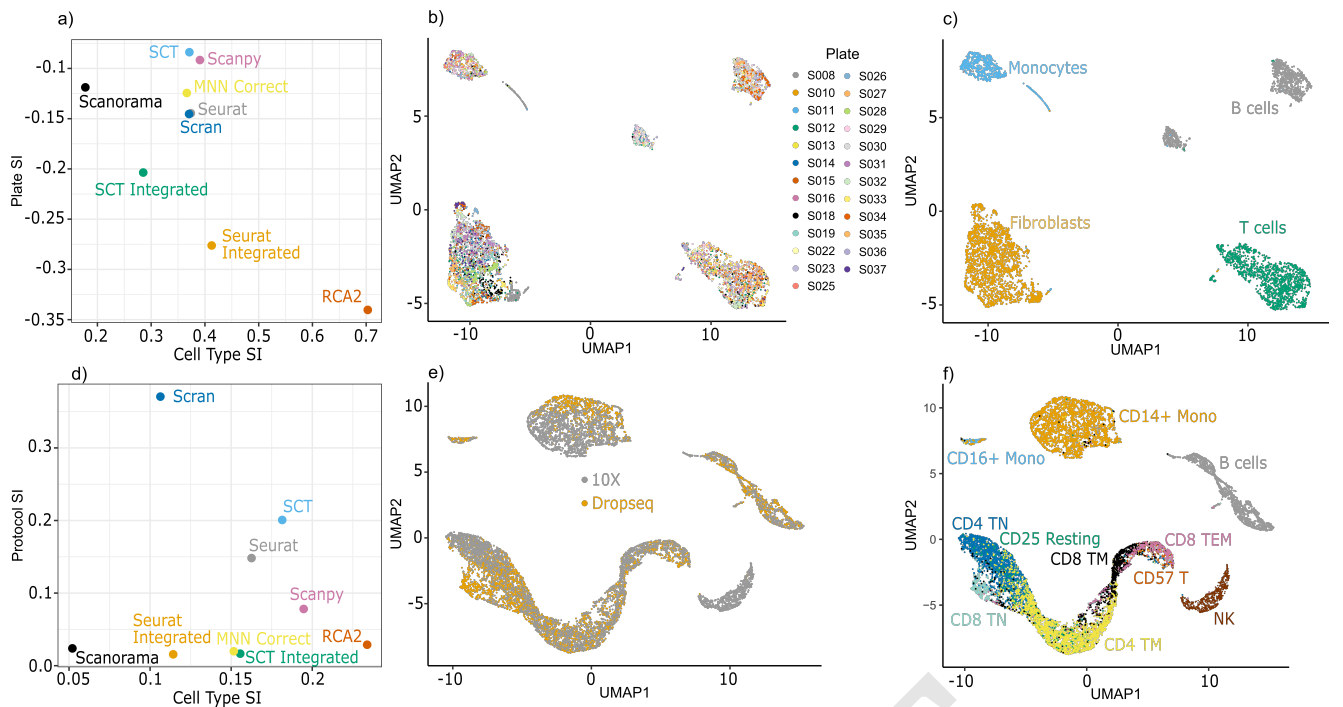 a)
SCT
Scanpy
MNN Correct
Scanorama
Seurat
Scran
SCT Integrated
Seurat
Integrated
RCA2
-0.1
-0.15
-0.2
-0.25
-0.3
-0.35
Plate SI
0.2 0.3 0.4 0.5 0.6 0.7
Cell Type SI
b)
Plate
S008 S026
S010 S027
S011 S028
S012 S029
S013 S030
S014 S031
S015 S032
S016 S033
S018 S034
S019 S035
S022 S036
S023 S037
S025
5
0
-5
UMAP2
-10 0 10
UMAP1
c)
Monocytes
B cells
Fibroblasts
T cells
5
0
-5
UMAP2
-10 0 10
UMAP1
d)
Scran
SCT
Seurat
Scanpy
Seurat
Integrated
MNN Correct
RCA2
Scanorama
SCT Integrated
0.3
0.2
0.1
0.0
Protocol SI
0.05 0.1 0.15 0.2
Cell Type SI
e)
10X
Dropseq
10
5
0
-5
UMAP2
-10 0 10
UMAP1
f)
CD14+ Mono
CD16+ Mono
B cells
CD4 TN
CD25 Resting
CD8 TM
CD8 TEM
CD57 T
CD8 TN
NK
CD4 TM
10
5
0
-5
UMAP2
-10 0 10
UMAP1